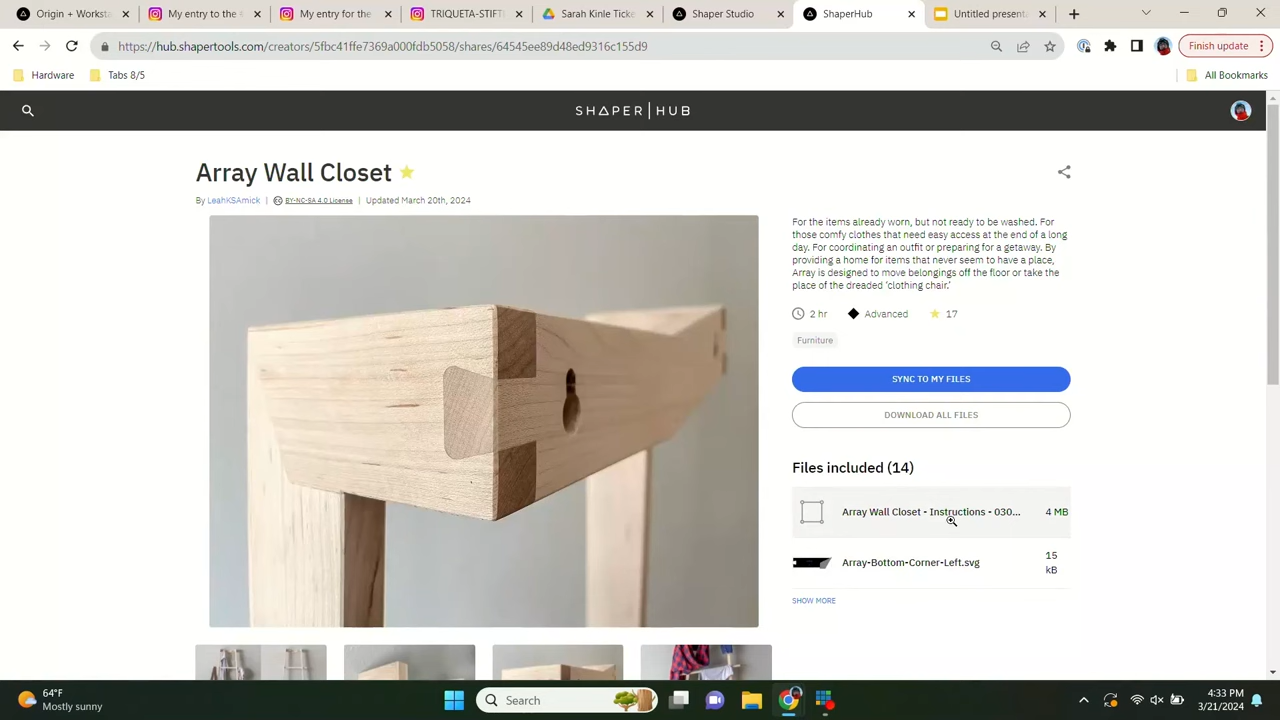 Origin + Worksta
My entry to the
My entry for the
TRIQUETA-STIFT
Sarah Kinle Ticke
Shaper Studio
ShaperHub
Untitled present
https://hub.shapertools.com/creators/5fbc41ffe7369a000fdb5058/shares/64545ee89d48ed9316c155d9
Finish update
Hardware
Tabs 8/5
All Bookmarks
SHAPER | HUB
Array Wall Closet
By LeahKSAmick | BY-NC-SA 4.0 License | Updated March 20th, 2024
For the items already worn, but not ready to be washed. For
those comfy clothes that need easy access at the end of a long
day. For coordinating an outfit or preparing for a getaway. By
providing a home for items that never seem to have a place,
Array is designed to move belongings off the floor or take the
place of the dreaded ‘clothing chair.’
2 hr Advanced 17
Furniture
SYNC TO MY FILES
DOWNLOAD ALL FILES
Files included (14)
Array Wall Closet - Instructions - 030... 4 MB
Array-Bottom-Corner-Left.svg 15
kB
SHOW MORE
64°F
Mostly sunny
Search
4:33 PM
3/21/2024